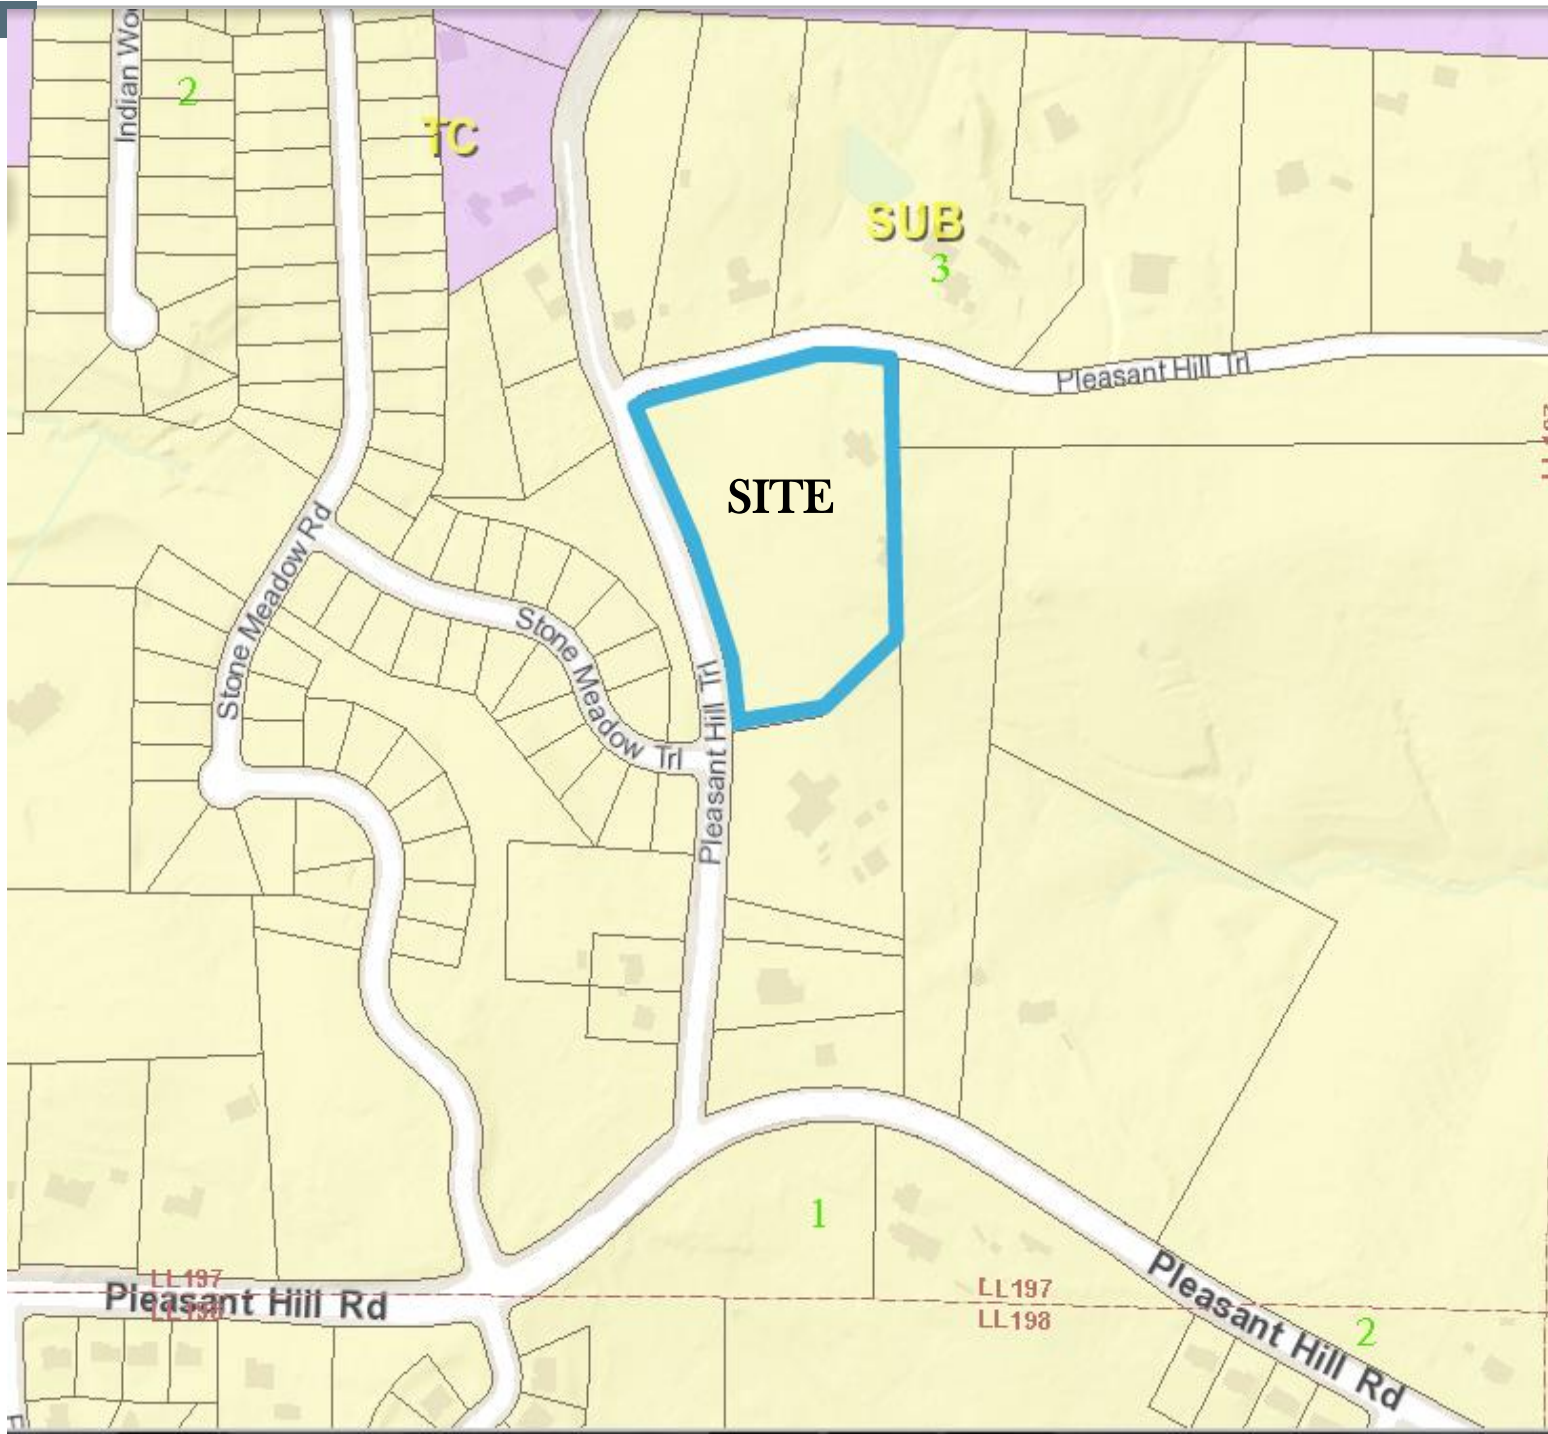 Indian Wo
2
TC
SUB
3
Pleasant Hill Trl
SITE
Stone Meadow Rd
Stone Meadow Trl
Pleasant Hill Trl
1
LL197
Pleasant Hill Rd
LL197
LL198
Pleasant Hill Rd
2